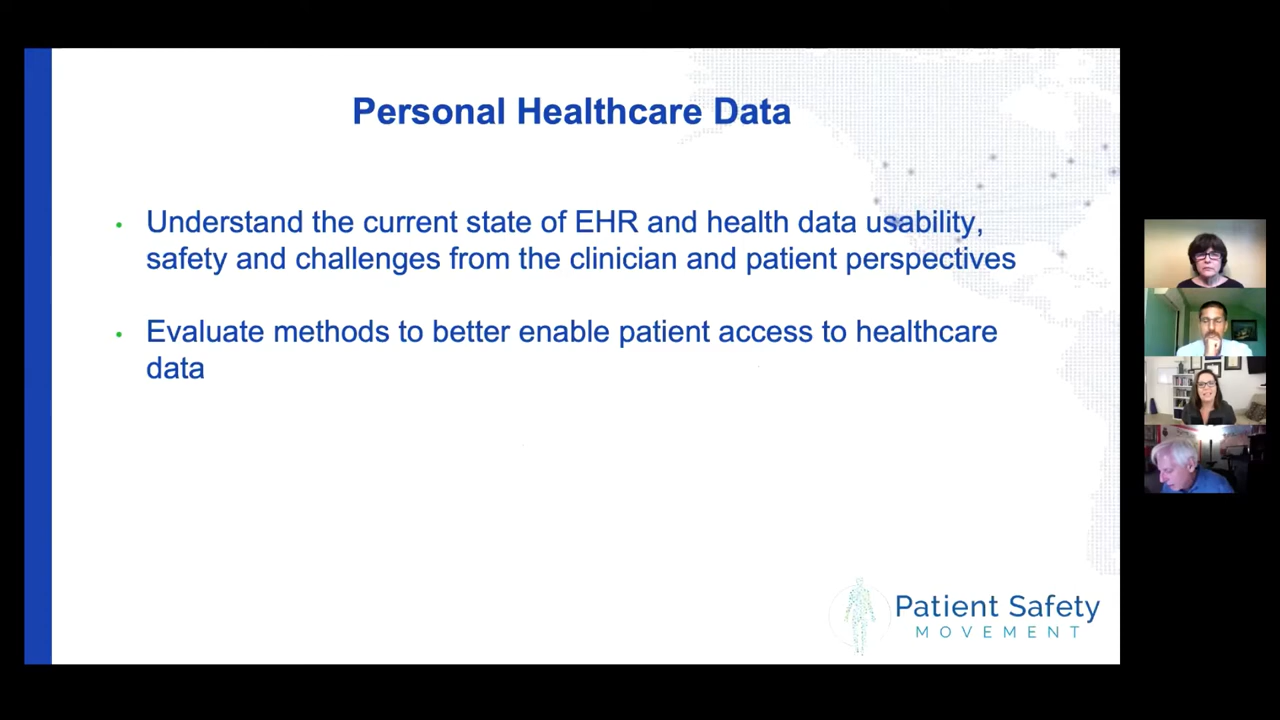 Personal Healthcare Data
• Understand the current state of EHR and health data usability,
safety and challenges from the clinician and patient perspectives
• Evaluate methods to better enable patient access to healthcare
data
Patient Safety
MOVEMENT